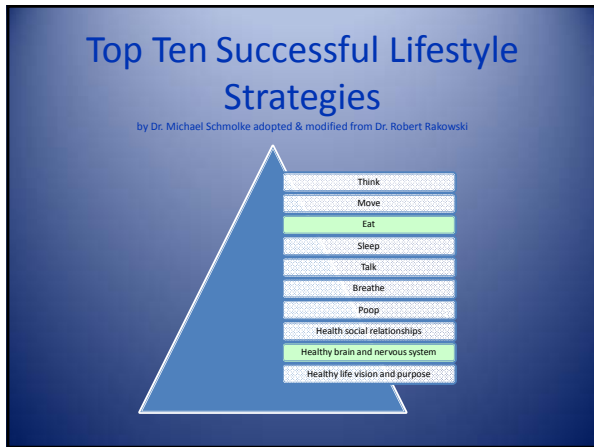 Top Ten Successful Lifestyle
Strategies
by Dr. Michael Schmolke adopted & modified from Dr. Robert Rakowski
Think
Move
Eat
Sleep
Talk
Breathe
Poop
Health social relationships
Healthy brain and nervous system
Healthy life vision and purpose